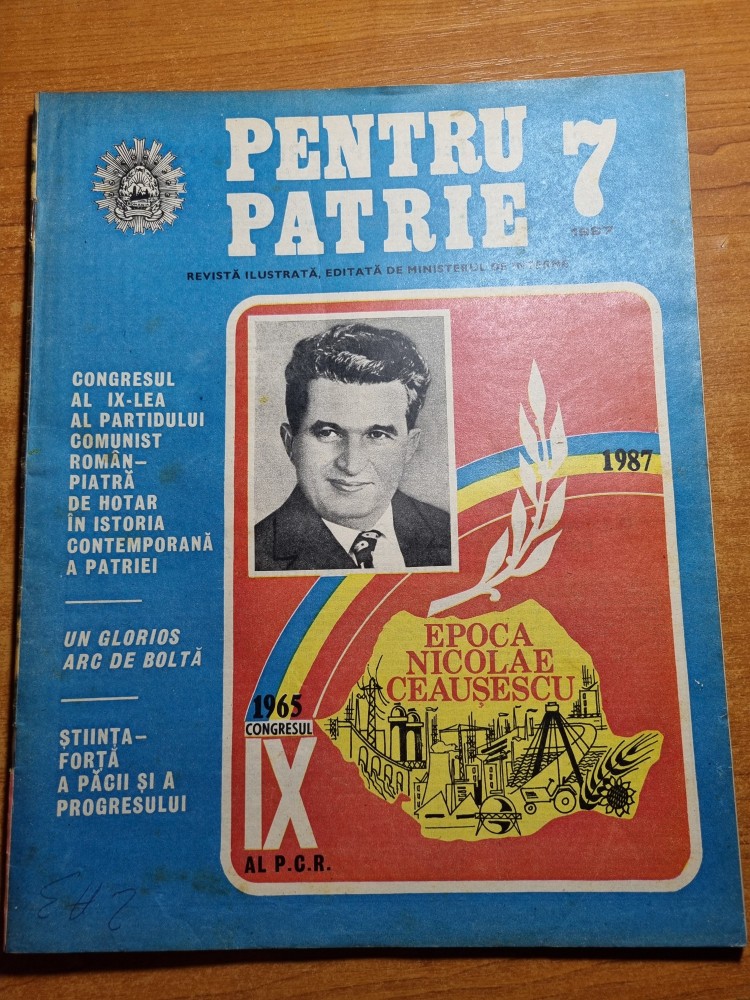 PENTRU
PATRIE
7
1987
REVISTĂ ILUSTRATĂ, EDITATĂ DE MINISTERUL DE INTERNE
CONGRESUL
AL IX-LEA
AL PARTIDULUI
COMUNIST
ROMÂN–
PIATRĂ
DE HOTAR
ÎN ISTORIA
CONTEMPORANĂ
A PATRIEI
UN GLORIOS
ARC DE BOLTĂ
ȘTIINȚA–
FORȚĂ
A PĂCII ȘI A
PROGRESULUI
1987
EPOCA
NICOLAE
CEAUȘESCU
1965
CONGRESUL
IX
AL P.C.R.